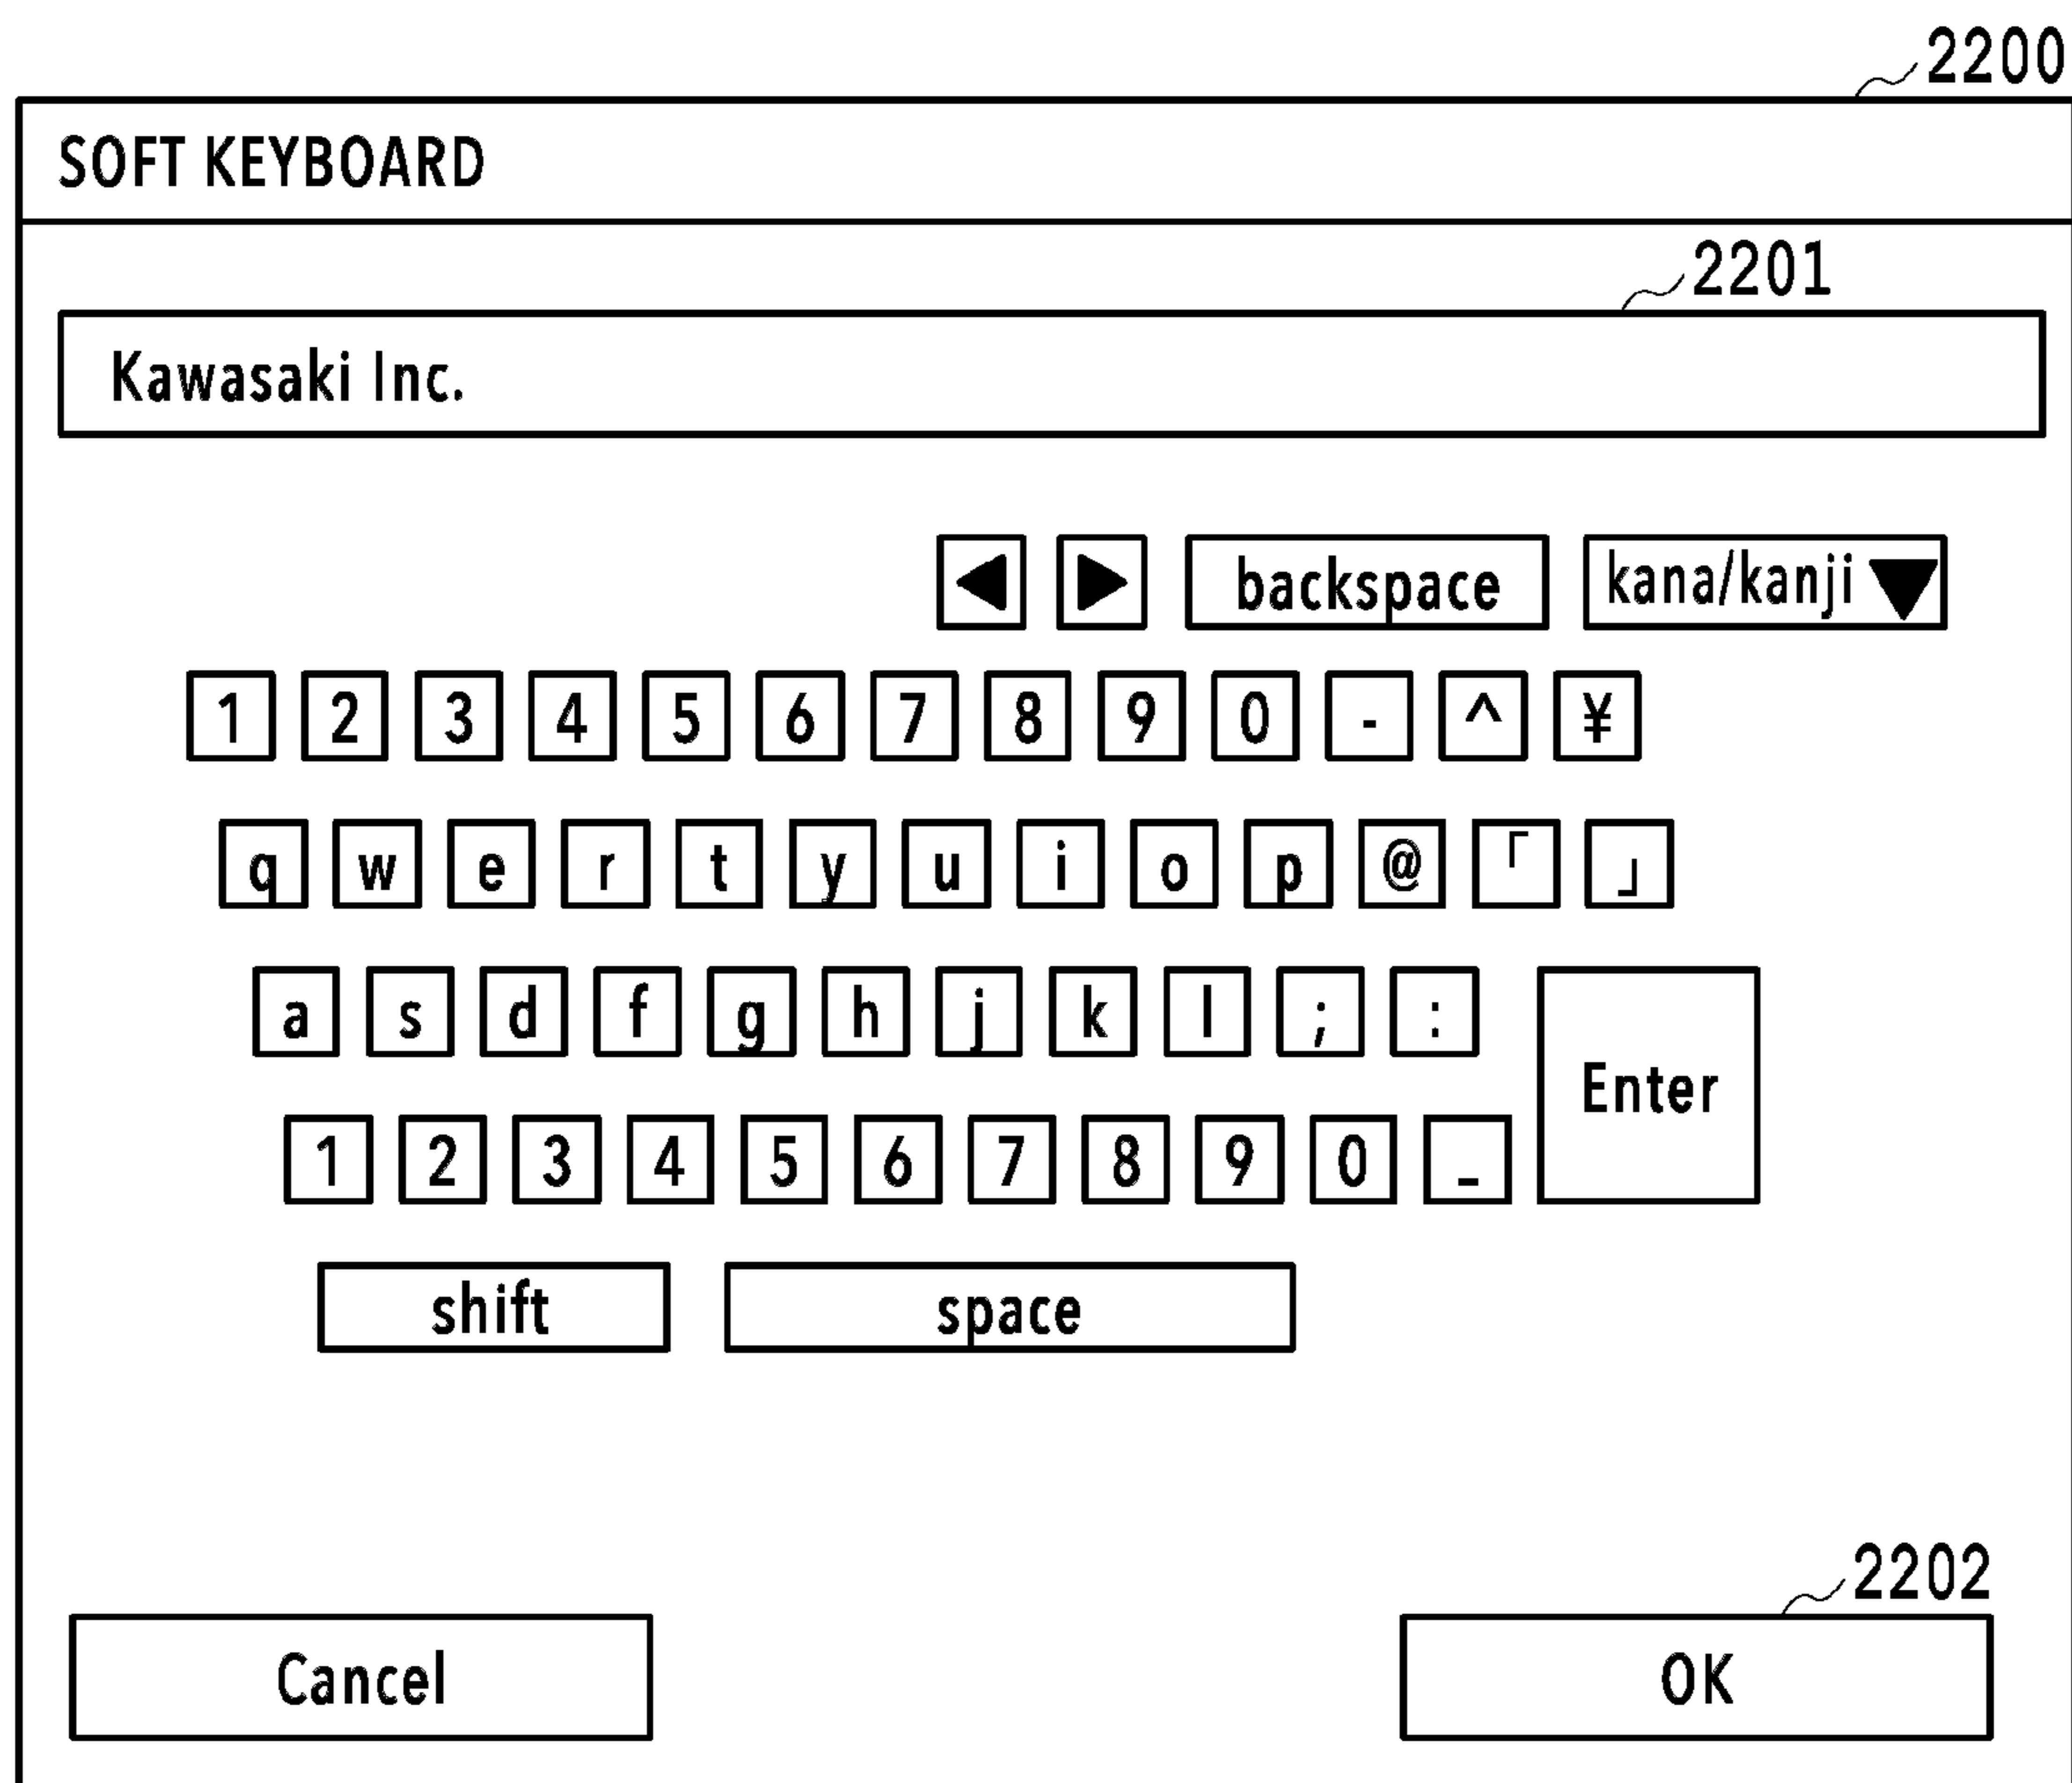 2200
SOFT KEYBOARD
2201
Kawasaki Inc.
◀ ▶ backspace kana/kanji ▼
1 2 3 4 5 6 7 8 9 0 - ^ ¥
q w e r t y u i o p @ 「 」
a s d f g h j k l ; :
Enter
1 2 3 4 5 6 7 8 9 0 _
shift space
2202
Cancel OK